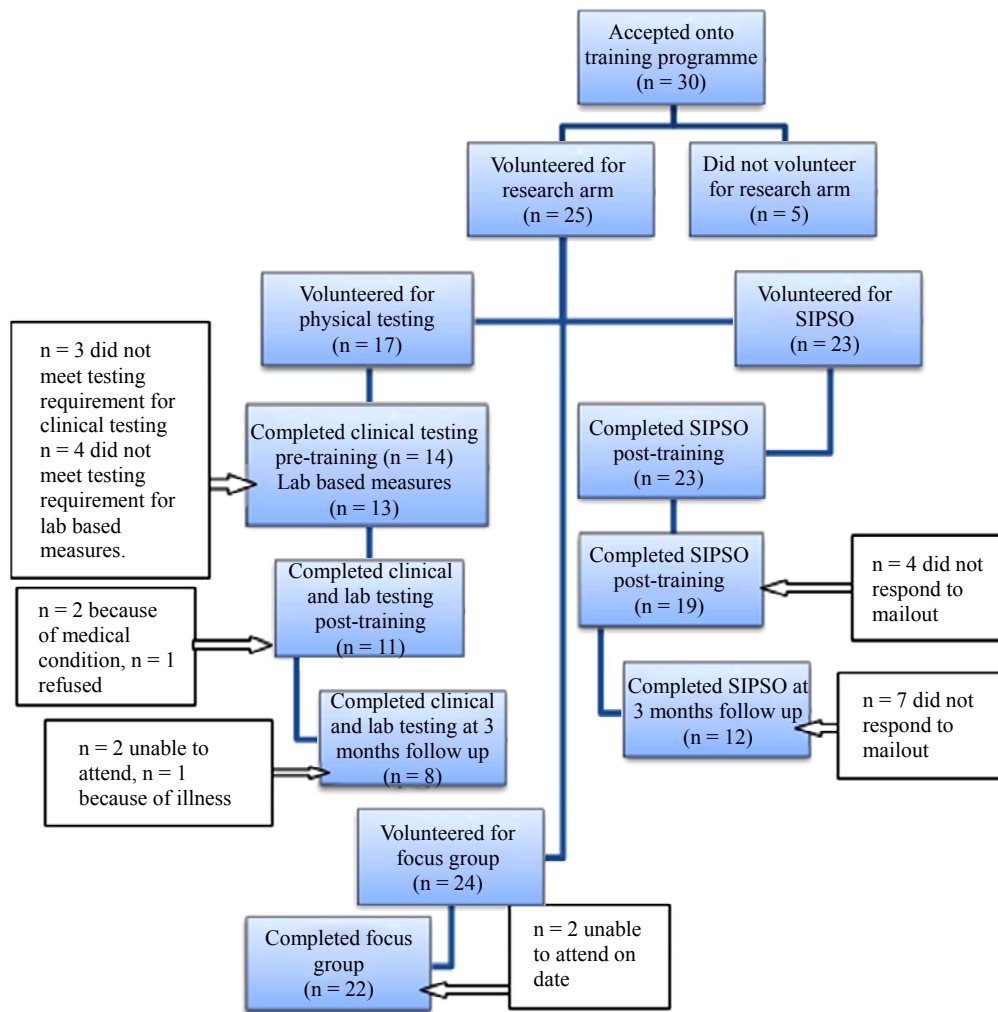 Accepted onto
training programme
(n = 30)
Volunteered for
research arm
(n = 25)
Did not volunteer
for research arm
(n = 5)
Volunteered for
physical testing
(n = 17)
Volunteered for
SIPSO
(n = 23)
n = 3 did not
meet testing
requirement for
clinical testing
n = 4 did not
meet testing
requirement for
lab based
measures.
Completed clinical testing
pre-training (n = 14)
Lab based measures
(n = 13)
Completed SIPSO
post-training
(n = 23)
n = 2 because
of medical
condition, n = 1
refused
Completed clinical
and lab testing
post-training
(n = 11)
Completed SIPSO
post-training
(n = 19)
n = 4 did not
respond to
mailout
n = 2 unable to
attend, n = 1
because of illness
Completed clinical
and lab testing at 3
months follow up
(n = 8)
Completed SIPSO at
3 months follow up
(n = 12)
n = 7 did not
respond to
mailout
Volunteered for
focus group
(n = 24)
Completed focus
group
(n = 22)
n = 2 unable
to attend on
date